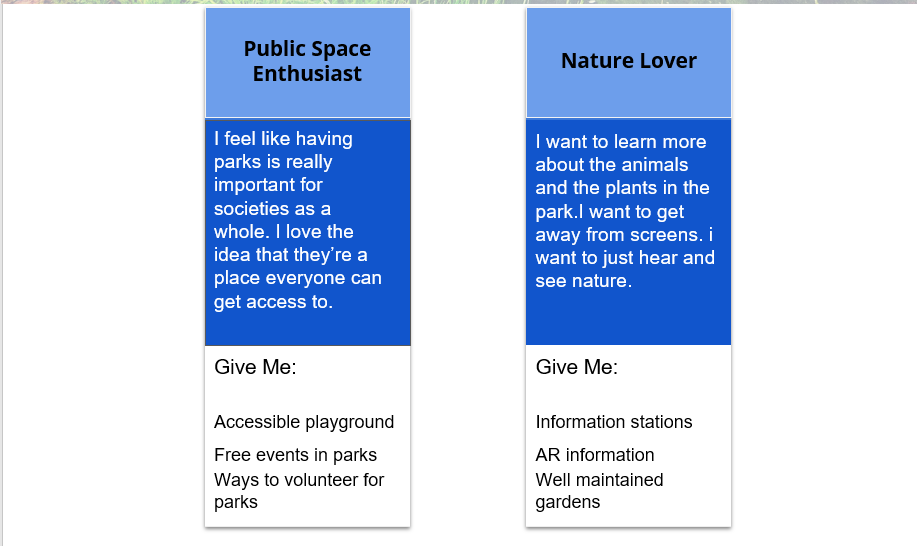 Public Space
Enthusiast
I feel like having
parks is really
important for
societies as a
whole. I love the
idea that they’re a
place everyone can
get access to.
Give Me:
Accessible playground
Free events in parks
Ways to volunteer for
parks
Nature Lover
I want to learn more
about the animals
and the plants in the
park.I want to get
away from screens. i
want to just hear and
see nature.
Give Me:
Information stations
AR information
Well maintained
gardens